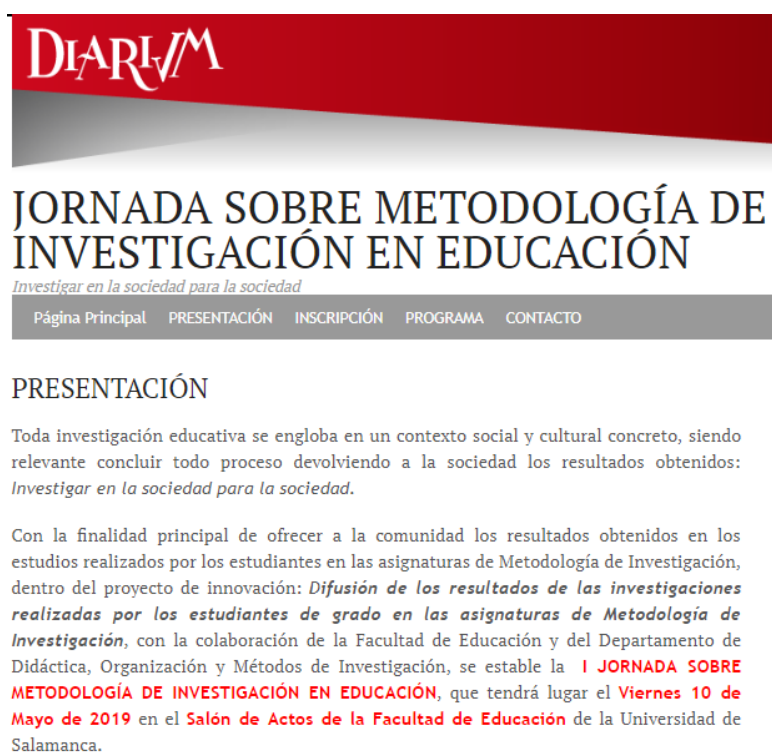 DIARIVM
JORNADA SOBRE METODOLOGÍA DE
INVESTIGACIÓN EN EDUCACIÓN
Investigar en la sociedad para la sociedad
Página Principal PRESENTACIÓN INSCRIPCIÓN PROGRAMA CONTACTO
PRESENTACIÓN
Toda investigación educativa se engloba en un contexto social y cultural concreto, siendo
relevante concluir todo proceso devolviendo a la sociedad los resultados obtenidos:
Investigar en la sociedad para la sociedad.
Con la finalidad principal de ofrecer a la comunidad los resultados obtenidos en los
estudios realizados por los estudiantes en las asignaturas de Metodología de Investigación,
dentro del proyecto de innovación: Difusión de los resultados de las investigaciones
realizadas por los estudiantes de grado en las asignaturas de Metodología de
Investigación, con la colaboración de la Facultad de Educación y del Departamento de
Didáctica, Organización y Métodos de Investigación, se estable la I JORNADA SOBRE
METODOLOGÍA DE INVESTIGACIÓN EN EDUCACIÓN, que tendrá lugar el Viernes 10 de
Mayo de 2019 en el Salón de Actos de la Facultad de Educación de la Universidad de
Salamanca.